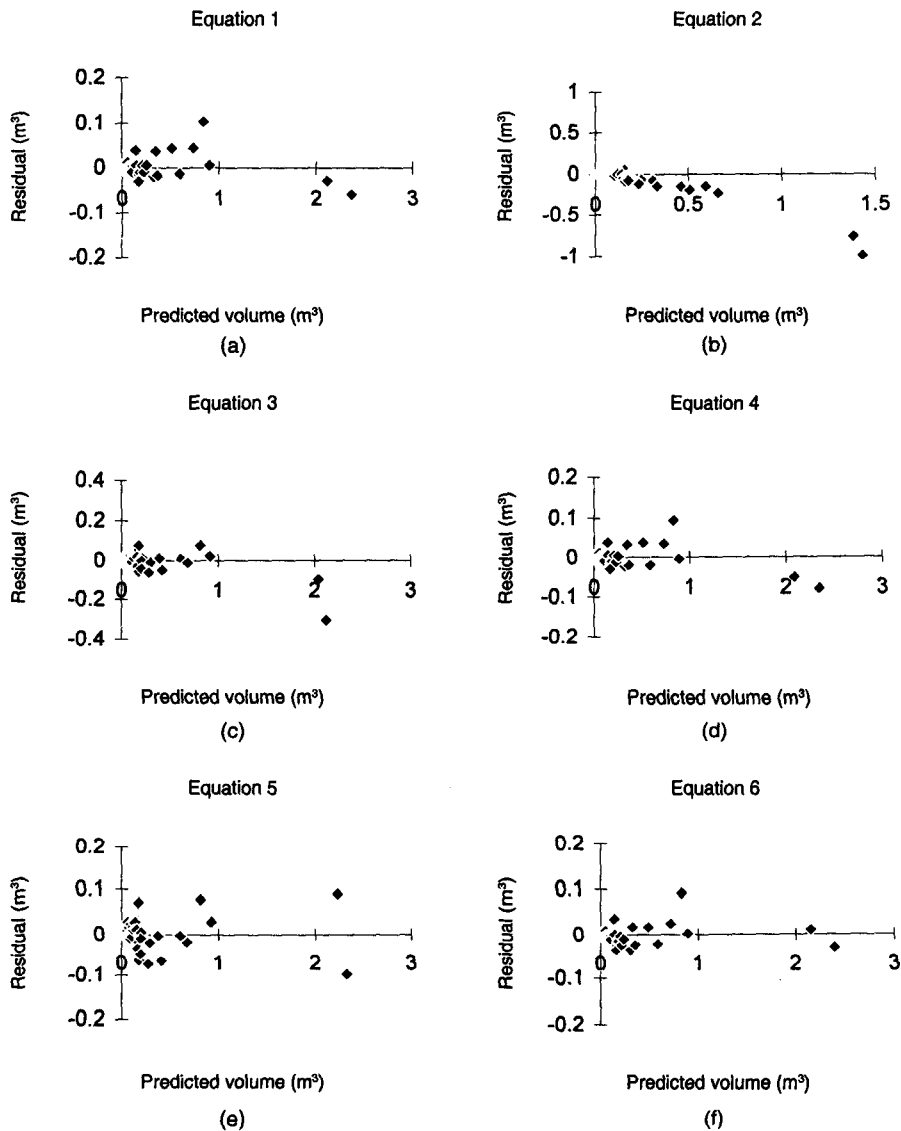 Equation 1
Residual (m³)
0.2
0.1
0
-0.1
-0.2
0
1
2
3
Predicted volume (m³)
(a)
Equation 2
Residual (m³)
1
0.5
0
-0.5
-1
0
0.5
1
1.5
Predicted volume (m³)
(b)
Equation 3
Residual (m³)
0.4
0.2
0
-0.2
-0.4
0
1
2
3
Predicted volume (m³)
(c)
Equation 4
Residual (m³)
0.2
0.1
0
-0.1
-0.2
0
1
2
3
Predicted volume (m³)
(d)
Equation 5
Residual (m³)
0.2
0.1
0
-0.1
-0.2
0
1
2
3
Predicted volume (m³)
(e)
Equation 6
Residual (m³)
0.2
0.1
0
-0.1
-0.2
0
1
2
3
Predicted volume (m³)
(f)